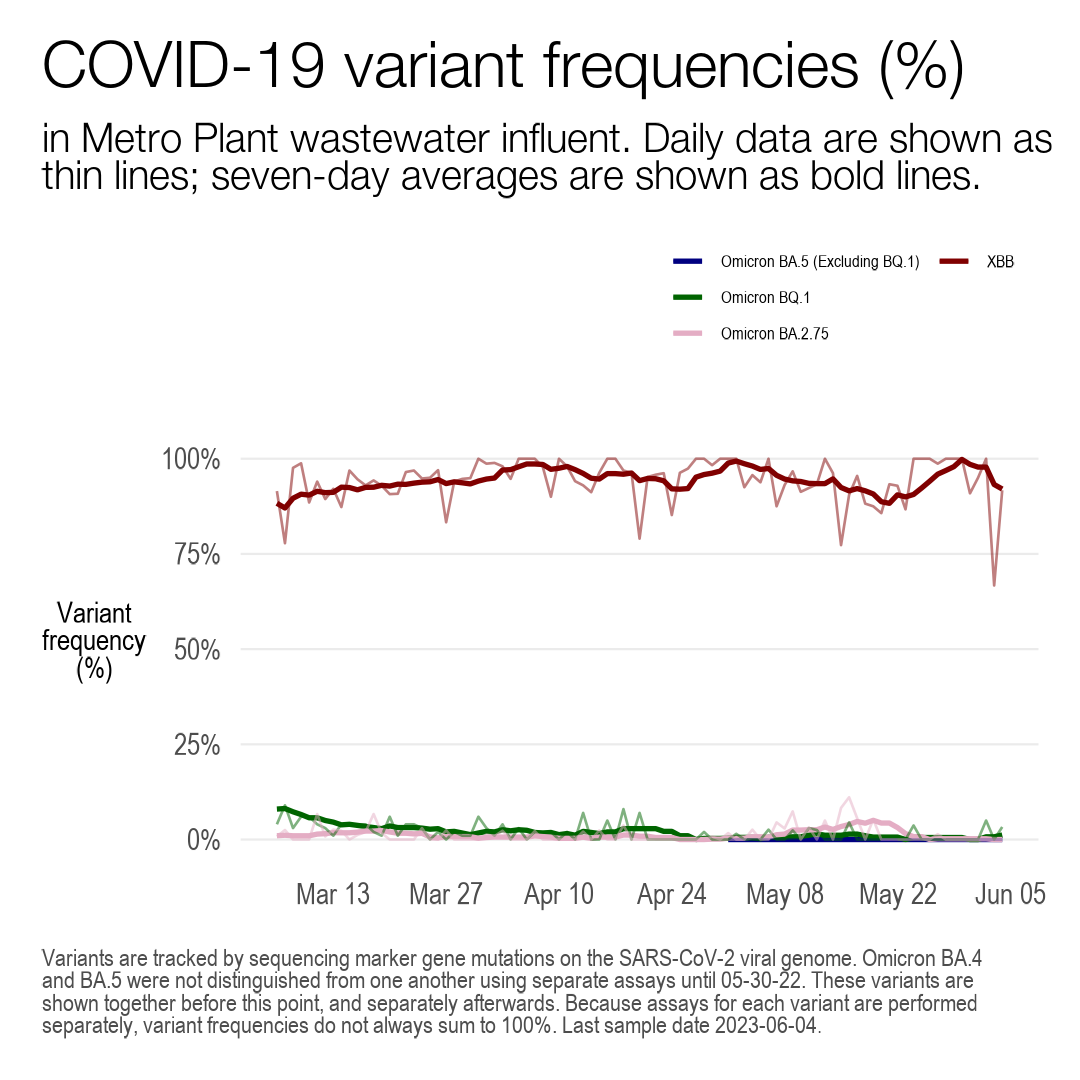 COVID-19 variant frequencies (%)
in Metro Plant wastewater influent. Daily data are shown as
thin lines; seven-day averages are shown as bold lines.
Omicron BA.5 (Excluding BQ.1)
XBB
Omicron BQ.1
Omicron BA.2.75
100%
75%
50%
25%
0%
Variant
frequency
(%)
Mar 13
Mar 27
Apr 10
Apr 24
May 08
May 22
Jun 05
Variants are tracked by sequencing marker gene mutations on the SARS-CoV-2 viral genome. Omicron BA.4
and BA.5 were not distinguished from one another using separate assays until 05-30-22. These variants are
shown together before this point, and separately afterwards. Because assays for each variant are performed
separately, variant frequencies do not always sum to 100%. Last sample date 2023-06-04.